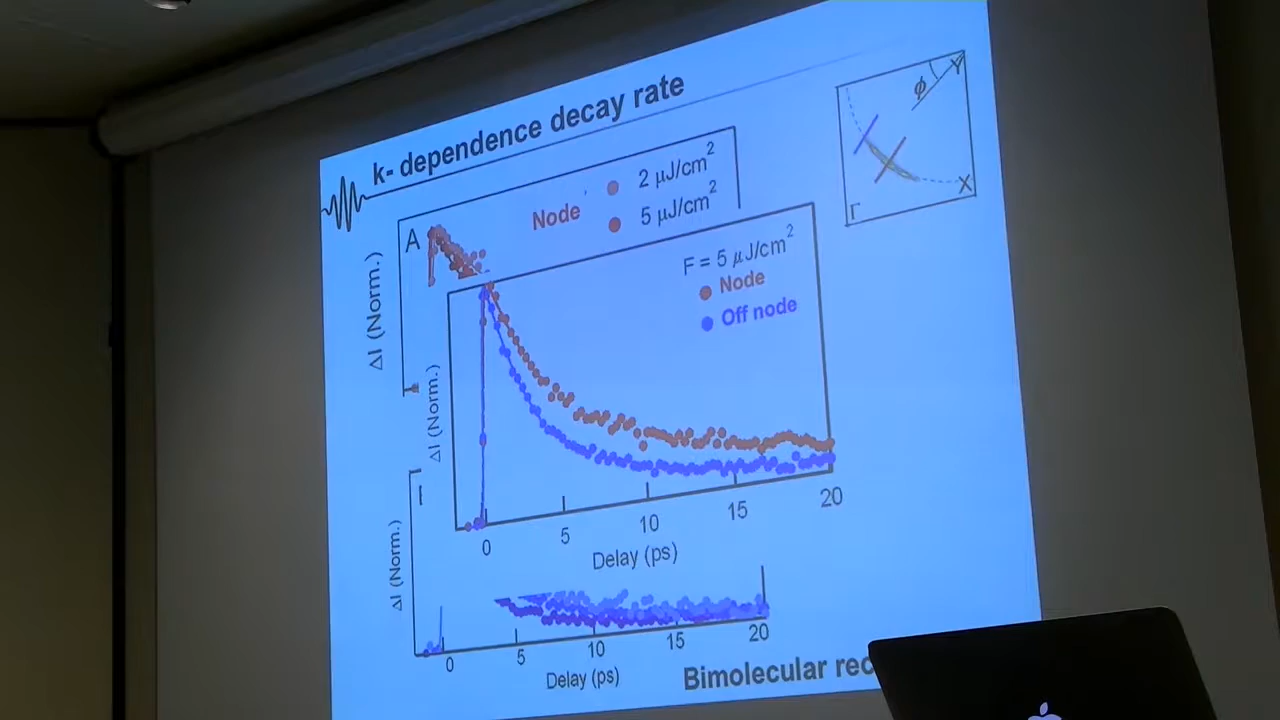 k- dependence decay rate
A
Node
2 μJ/cm²
5 μJ/cm²
ΔI (Norm.)
F = 5 μJ/cm²
Node
Off node
ΔI (Norm.)
0 5 10 15 20
Delay (ps)
ΔI (Norm.)
0 5 10 15 20
Delay (ps)
Bimolecular rec
ϕ
Y
Γ
X